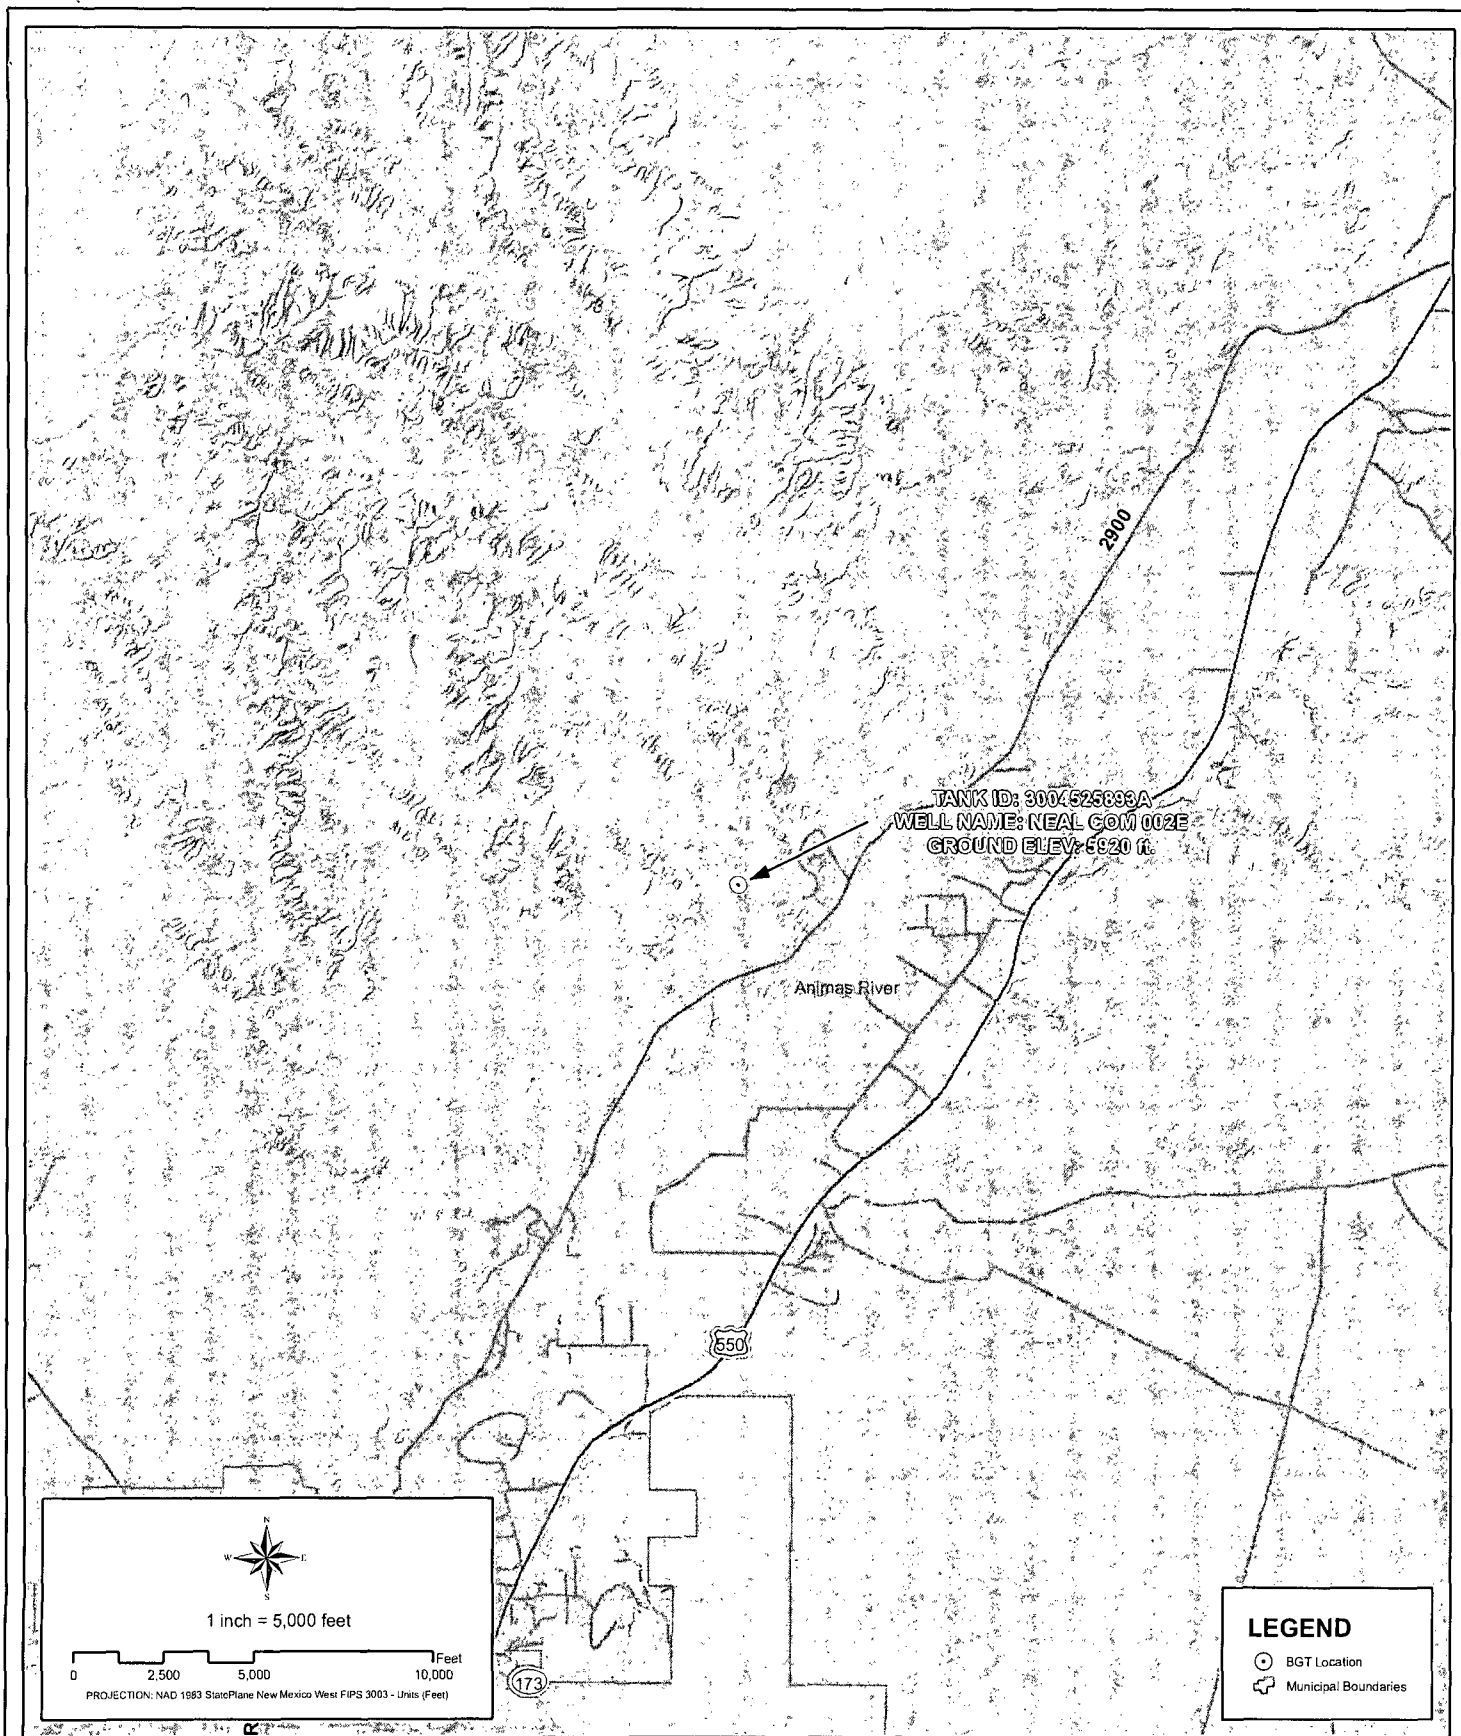 2900
TANK ID: 3004525893A
WELL NAME: NEAL COM 002E
GROUND ELEV: 5920 ft.
Animas River
550
N
W E
S
1 inch = 5,000 feet
Feet
0 2,500 5,000 10,000
PROJECTION: NAD 1983 StatePlane New Mexico West FIPS 3003 - Units (Feet)
173
R
LEGEND
BGT Location
Municipal Boundaries